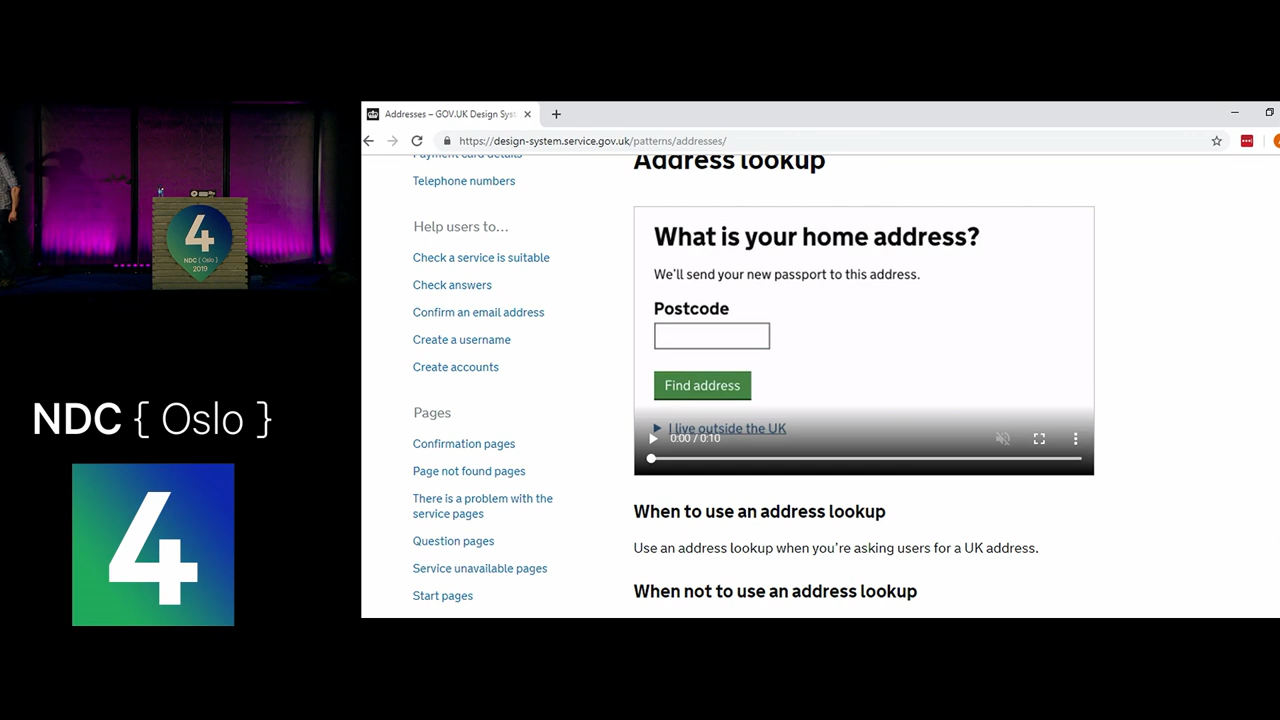 4
NDC { Oslo }
2019
NDC { Oslo }
4
Addresses – GOV.UK Design Syst
https://design-system.service.gov.uk/patterns/addresses/
Payment card details
Telephone numbers
Help users to…
Check a service is suitable
Check answers
Confirm an email address
Create a username
Create accounts
Pages
Confirmation pages
Page not found pages
There is a problem with the
service pages
Question pages
Service unavailable pages
Start pages
Address lookup
What is your home address?
We’ll send your new passport to this address.
Postcode
Find address
I live outside the UK
0:00 / 0:10
When to use an address lookup
Use an address lookup when you’re asking users for a UK address.
When not to use an address lookup